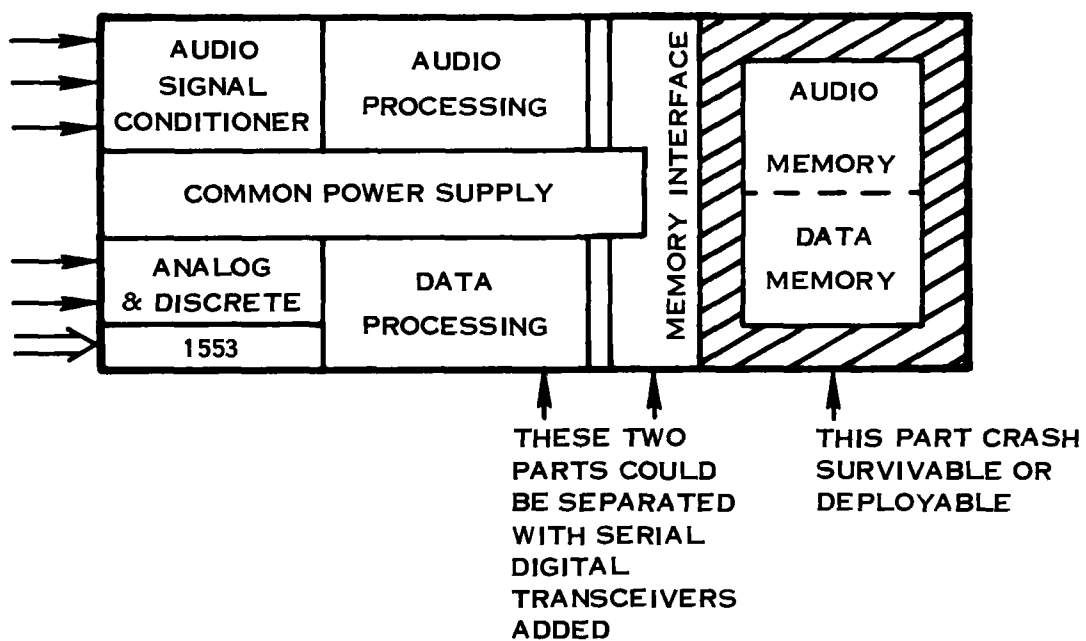 AUDIO
SIGNAL
CONDITIONER
AUDIO
PROCESSING
COMMON POWER SUPPLY
ANALOG
& DISCRETE
1553
DATA
PROCESSING
MEMORY INTERFACE
AUDIO
MEMORY
DATA
MEMORY
THESE TWO
PARTS COULD
BE SEPARATED
WITH SERIAL
DIGITAL
TRANSCEIVERS
ADDED
THIS PART CRASH
SURVIVABLE OR
DEPLOYABLE